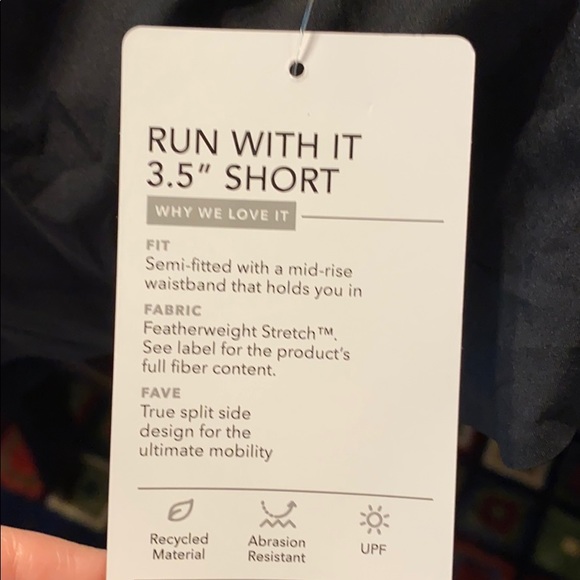 RUN WITH IT
3.5" SHORT
WHY WE LOVE IT
FIT
Semi-fitted with a mid-rise
waistband that holds you in
FABRIC
Featherweight Stretch™.
See label for the product's
full fiber content.
FAVE
True split side
design for the
ultimate mobility
Recycled Material
Abrasion Resistant
UPF